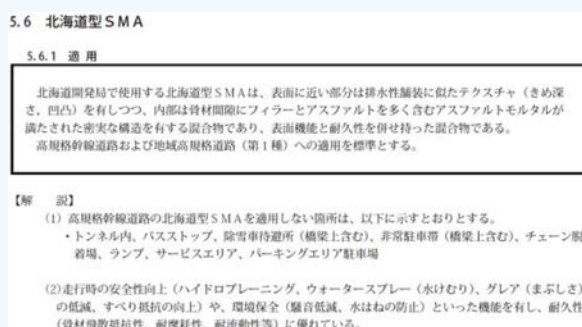 5.6 北海道型SMA
5.6.1 適 用
北海道開発局で使用する北海道型SMAは、表面に近い部分は排水性舗装に似たテクスチャ(きめ深
さ、凹凸)を有しつつ、内部は骨材間隙にフィラーとアスファルトを多く含むアスファルトモルタルが
満たされた密実な構造を有する混合物であり、表面機能と耐久性を併せ持った混合物である。
高規格幹線道路および地域高規格道路(第1種)への適用を標準とする。
【解 説】
(1) 高規格幹線道路の北海道型SMAを適用しない箇所は、以下に示すとおりとする。
・トンネル内、バスストップ、除雪車待避所(橋梁上含む)、非常駐車帯(橋梁上含む)、チェーン脱
着場、ランプ、サービスエリア、パーキングエリア駐車場
(2)走行時の安全性向上(ハイドロプレーニング、ウォータースプレー(水けむり)、グレア(まぶしさ)
の低減、すべり抵抗の向上)や、環境保全(騒音低減、水はねの防止)といった機能を有し、耐久性
(骨材飛散抵抗性、耐摩耗性、耐流動性等)に優れている。